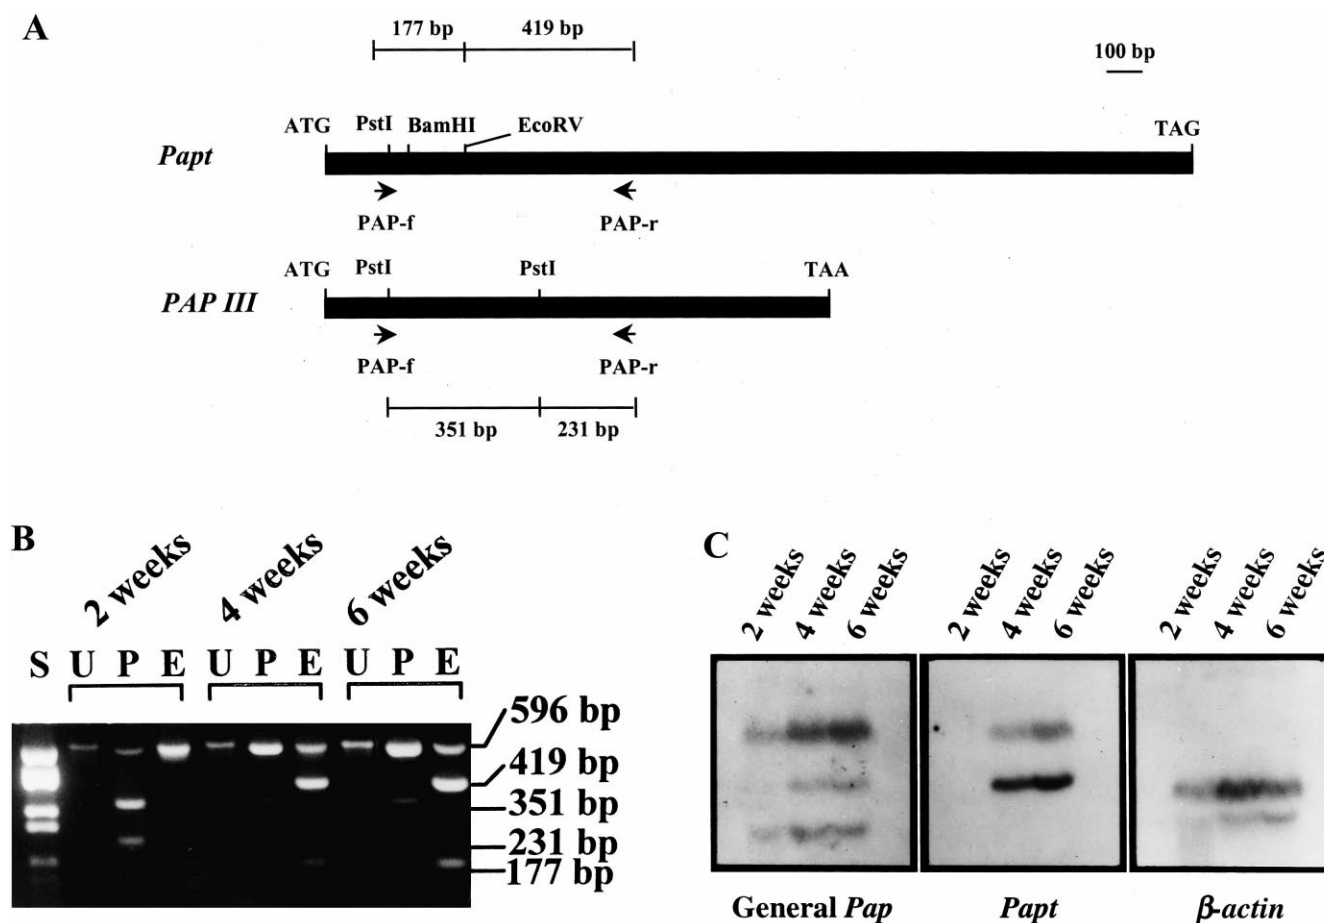 A
177 bp 419 bp 100 bp
ATG PstI BamHI EcoRV TAG
Papt
PAP-f PAP-r
ATG PstI PstI TAA
PAP III
PAP-f PAP-r
351 bp 231 bp
B
2 weeks 4 weeks 6 weeks
S U P E U P E U P E
596 bp
419 bp
351 bp
231 bp
177 bp
C
2 weeks 4 weeks 6 weeks 2 weeks 4 weeks 6 weeks 2 weeks 4 weeks 6 weeks
General Pap Papt β-actin